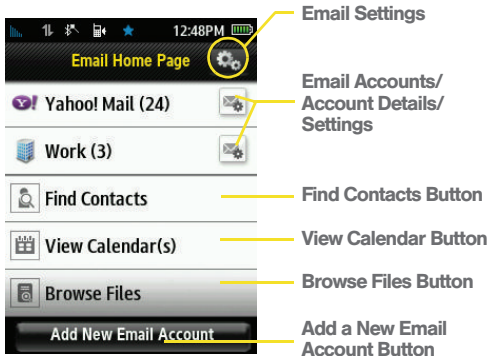 12:48PM
Email Home Page
Yahoo! Mail (24)
Work (3)
Find Contacts
View Calendar(s)
Browse Files
Add New Email Account
Email Settings
Email Accounts/
Account Details/
Settings
Find Contacts Button
View Calendar Button
Browse Files Button
Add a New Email
Account Button